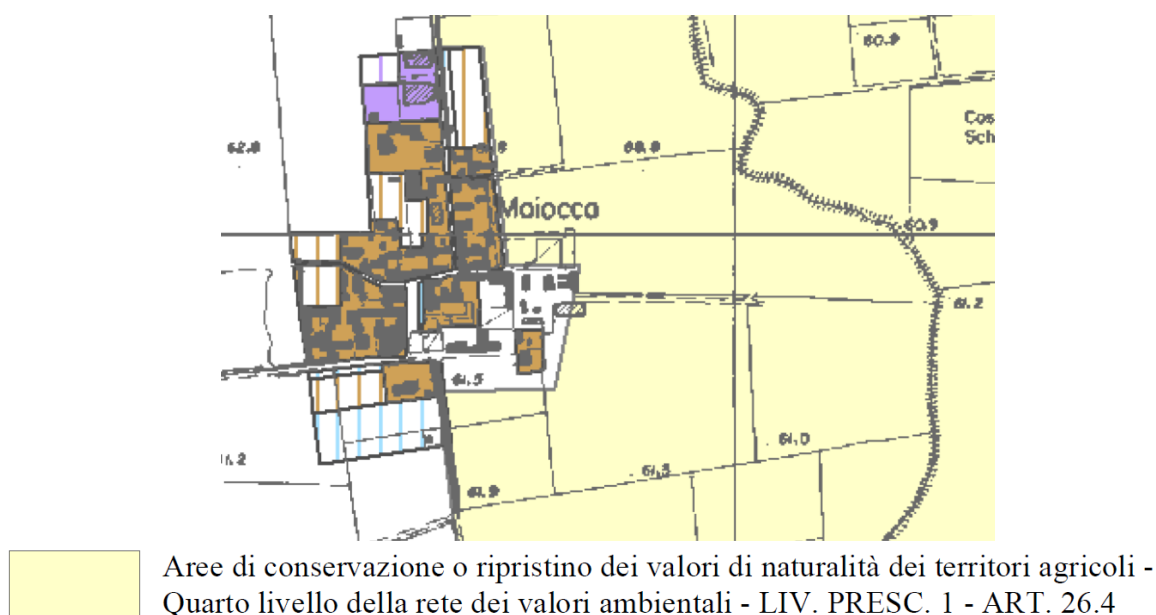 60.9
Cos
Sch
62.8
60.9
Maiocca
60.9
61.2
61.5
61.0
61.2
61.5
61.9
Aree di conservazione o ripristino dei valori di naturalità dei territori agricoli -
Quarto livello della rete dei valori ambientali - LIV. PRESC. 1 - ART. 26.4